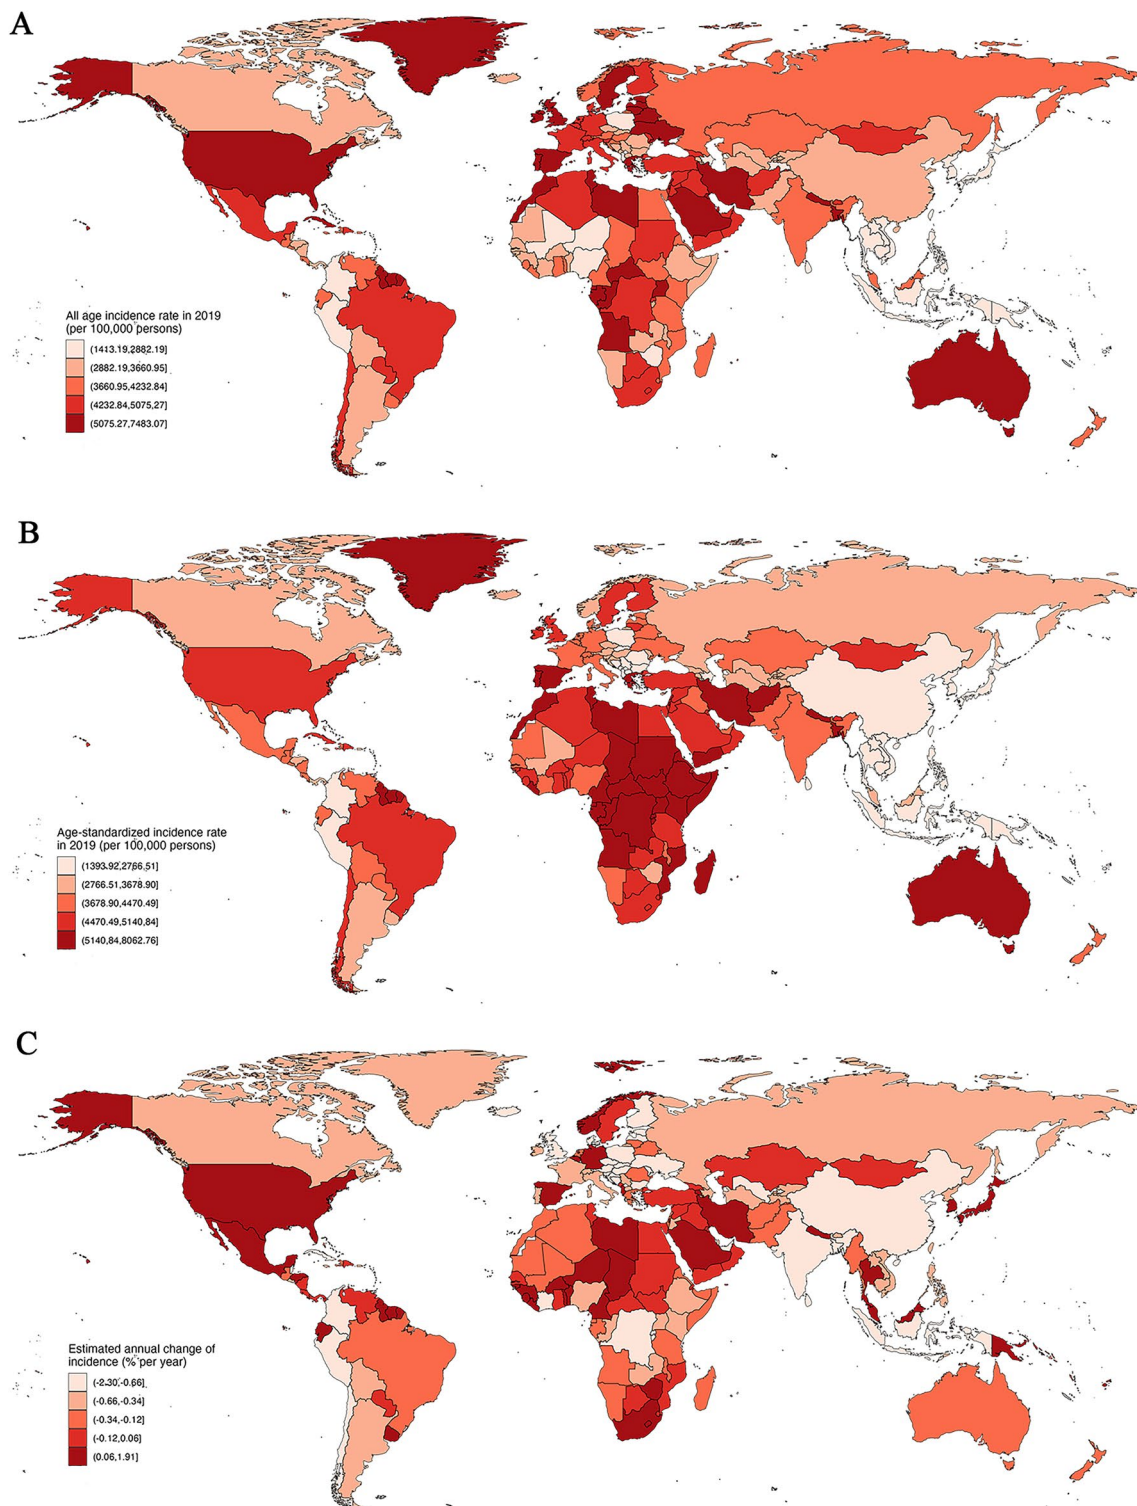 A
All age incidence rate in 2019
(per 100,000 persons)
(1413.19,2882.19]
(2882.19,3660.95]
(3660.95,4232.84]
(4232.84,5075,27]
(5075.27,7483.07]
B
Age-standardized incidence rate
in 2019 (per 100,000 persons)
(1393.92,2766.51]
(2766.51,3678.90]
(3678.90,4470.49]
(4470.49,5140,84]
(5140,84,8062.76]
C
Estimated annual change of
incidence (% per year)
(-2.30,-0.66]
(-0.66,-0.34]
(-0.34,-0.12]
(-0.12,0.06]
(0.06,1.91]